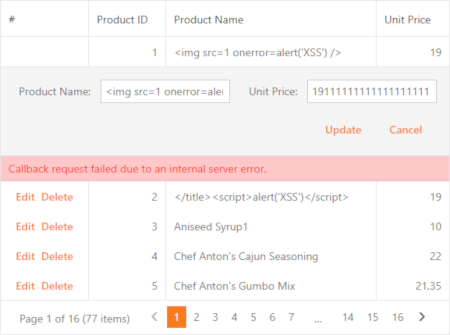 # Product ID Product Name Unit Price
1 <img src=1 onerror=alert('XSS') /> 19
Product Name: <img src=1 onerror=aler Unit Price: 19111111111111111111
Update Cancel
Callback request failed due to an internal server error.
Edit Delete 2 </title><script>alert('XSS')</script> 19
Edit Delete 3 Aniseed Syrup1 10
Edit Delete 4 Chef Anton's Cajun Seasoning 22
Edit Delete 5 Chef Anton's Gumbo Mix 21,35
Page 1 of 16 (77 items) 1 2 3 4 5 6 7 … 14 15 16